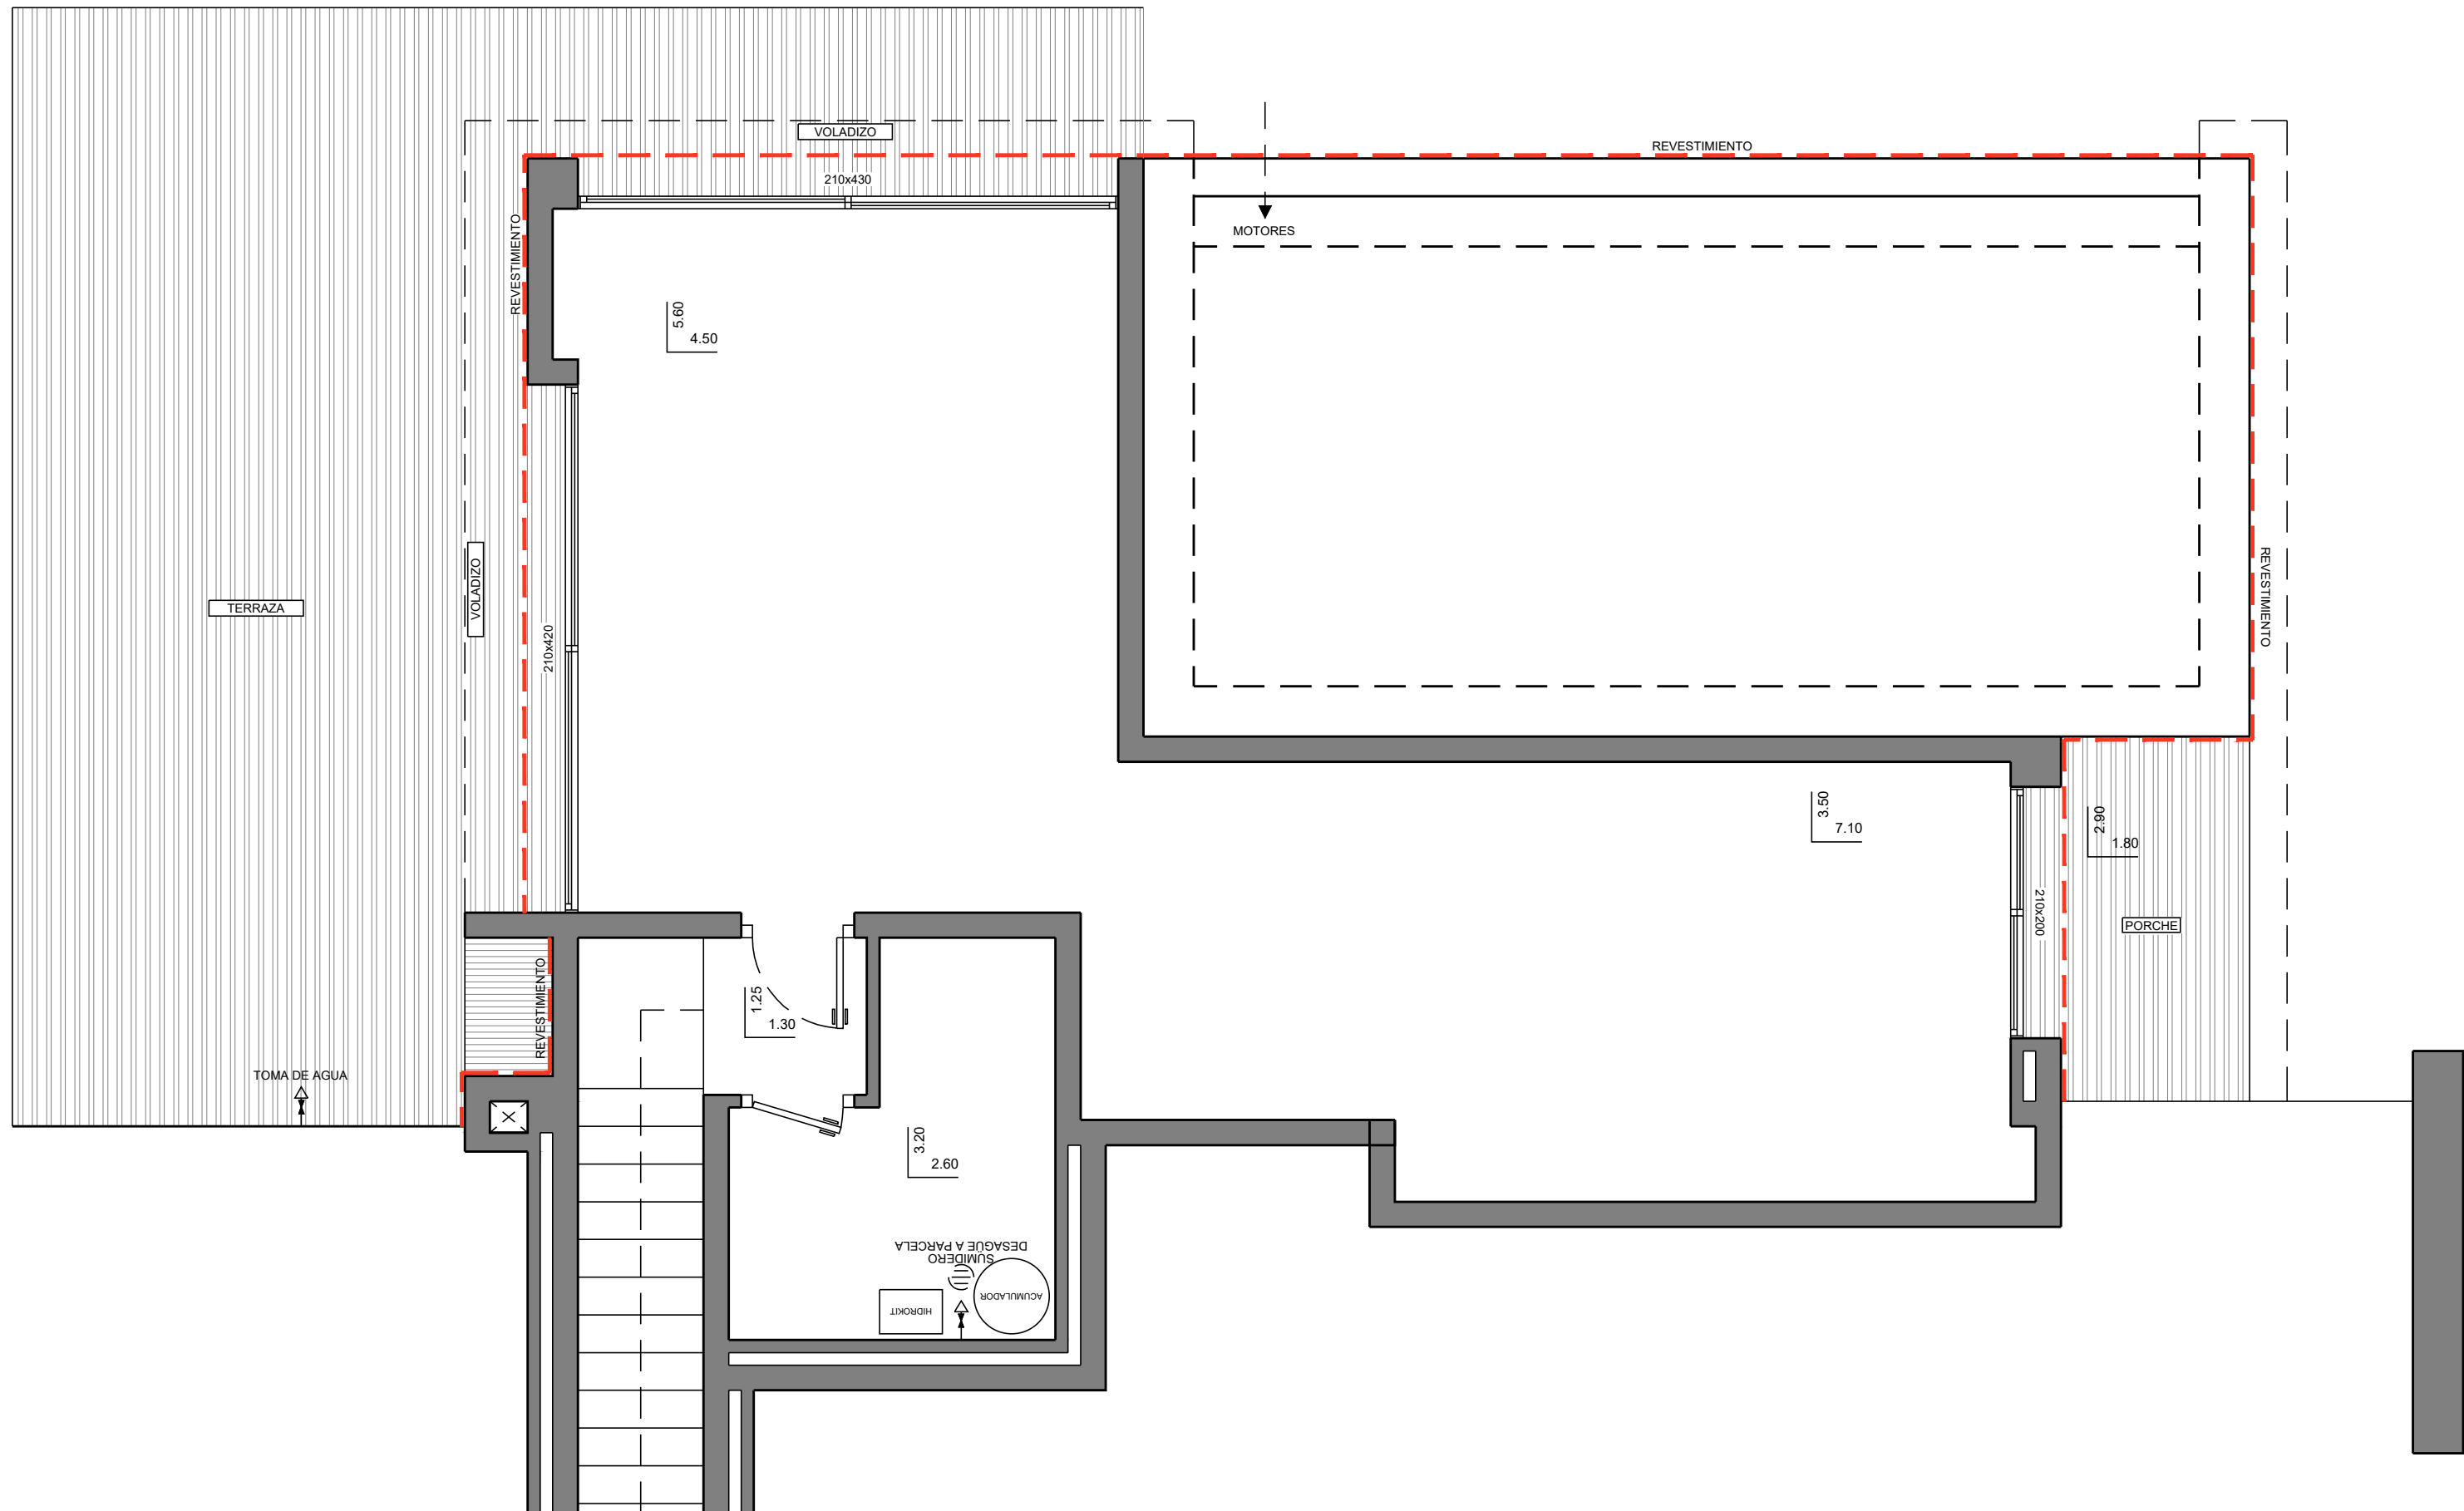 VOLADIZO
REVESTIMIENTO
210x430
REVESTIMIENTO
MOTORES
5.60
4.50
VOLADIZO
TERRAZA
210x420
REVESTIMIENTO
3.50
7.10
2.90
1.80
210x200
PORCHE
REVESTIMIENTO
1.25
1.30
TOMA DE AGUA
3.20
2.60
SUMIDERO
DESAGÜE A PARCELA
HIDROKIT
ACUMULADOR